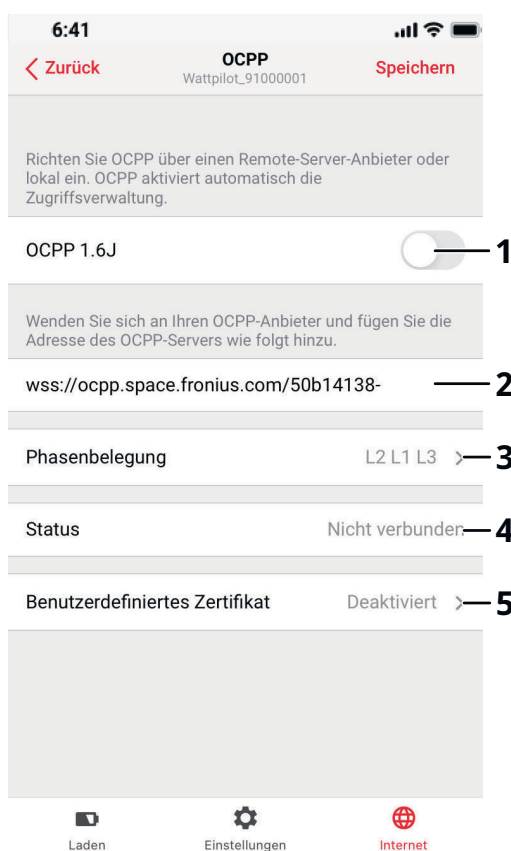 6:41
Zurück
OCPP
Speichern
Wattpilot_91000001
Richten Sie OCPP über einen Remote-Server-Anbieter oder
lokal ein. OCPP aktiviert automatisch die
Zugriffsverwaltung.
OCPP 1.6J
1
Wenden Sie sich an Ihren OCPP-Anbieter und fügen Sie die
Adresse des OCPP-Servers wie folgt hinzu.
wss://ocpp.space.fronius.com/50b14138-
2
Phasenbelegung
L2 L1 L3
3
Status
Nicht verbunden
4
Benutzerdefiniertes Zertifikat
Deaktiviert
5
Laden
Einstellungen
Internet